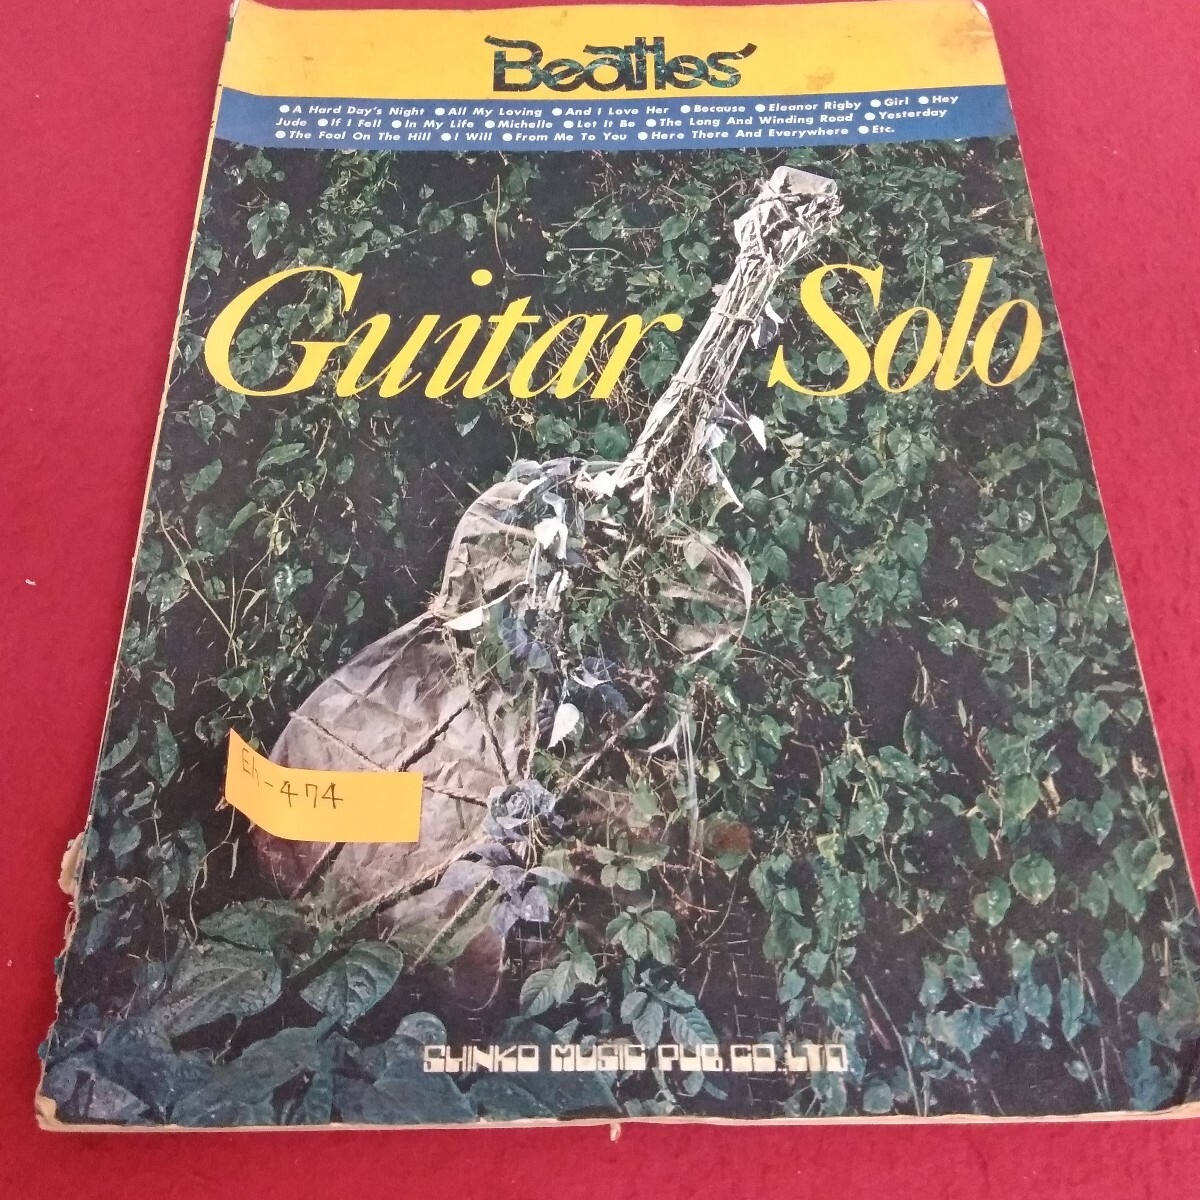 Beatles
● A Hard Day's Night ● All My Loving ● And I Love Her ● Because ● Eleanor Rigby ● Girl ● Hey
Jude ● If I Fell ● In My Life ● Michelle ● Let It Be ● The Long And Winding Road ● Yesterday
● The Fool On The Hill ● I Will ● From Me To You ● Here There And Everywhere ● Etc.
Guitar Solo
Eh-474
SHINKO MUSIC PUB. CO., LTD.